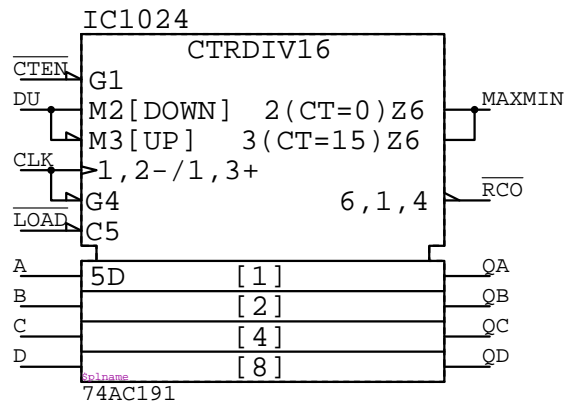 IC1024
CTRDIV16
CTEN
G1
DU
M2[DOWN] 2(CT=0)Z6
MAXMIN
M3[UP] 3(CT=15)Z6
CLK
1,2-/1,3+
G4
6,1,4
RCO
LOAD
C5
A
5D
[1]
QA
B
[2]
QB
C
[4]
QC
D
[8]
QD
$plname
74AC191